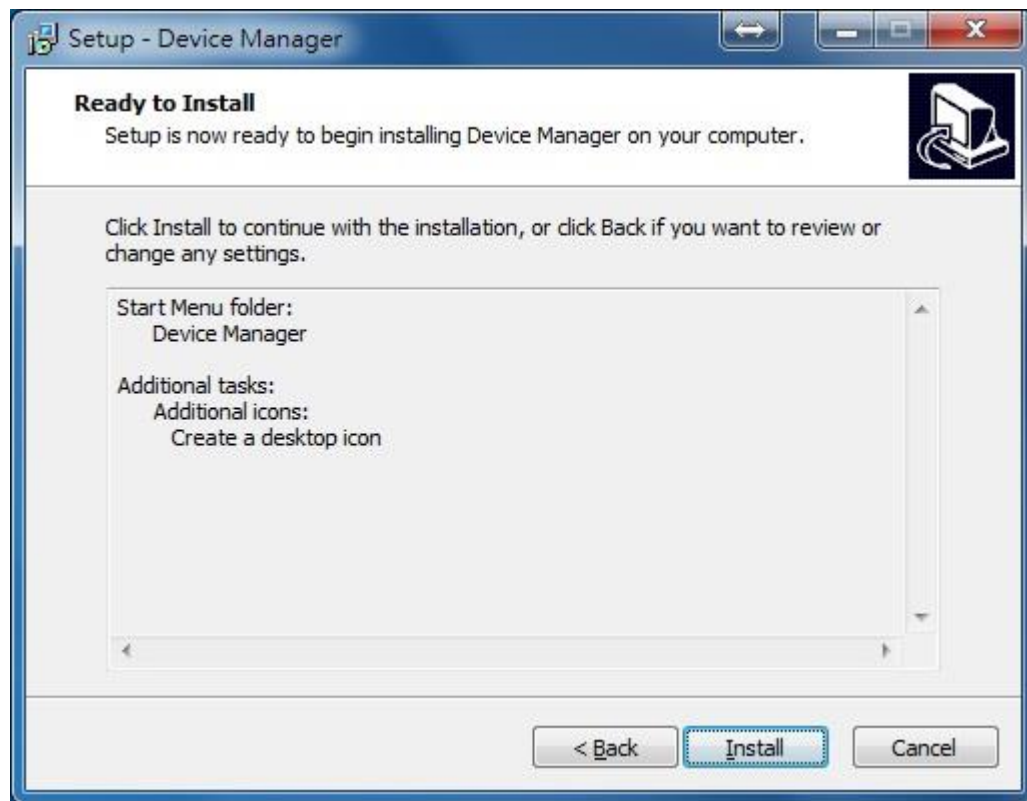 Setup - Device Manager
Ready to Install
Setup is now ready to begin installing Device Manager on your computer.
Click Install to continue with the installation, or click Back if you want to review or
change any settings.
Start Menu folder:
Device Manager
Additional tasks:
Additional icons:
Create a desktop icon
< Back
Install
Cancel